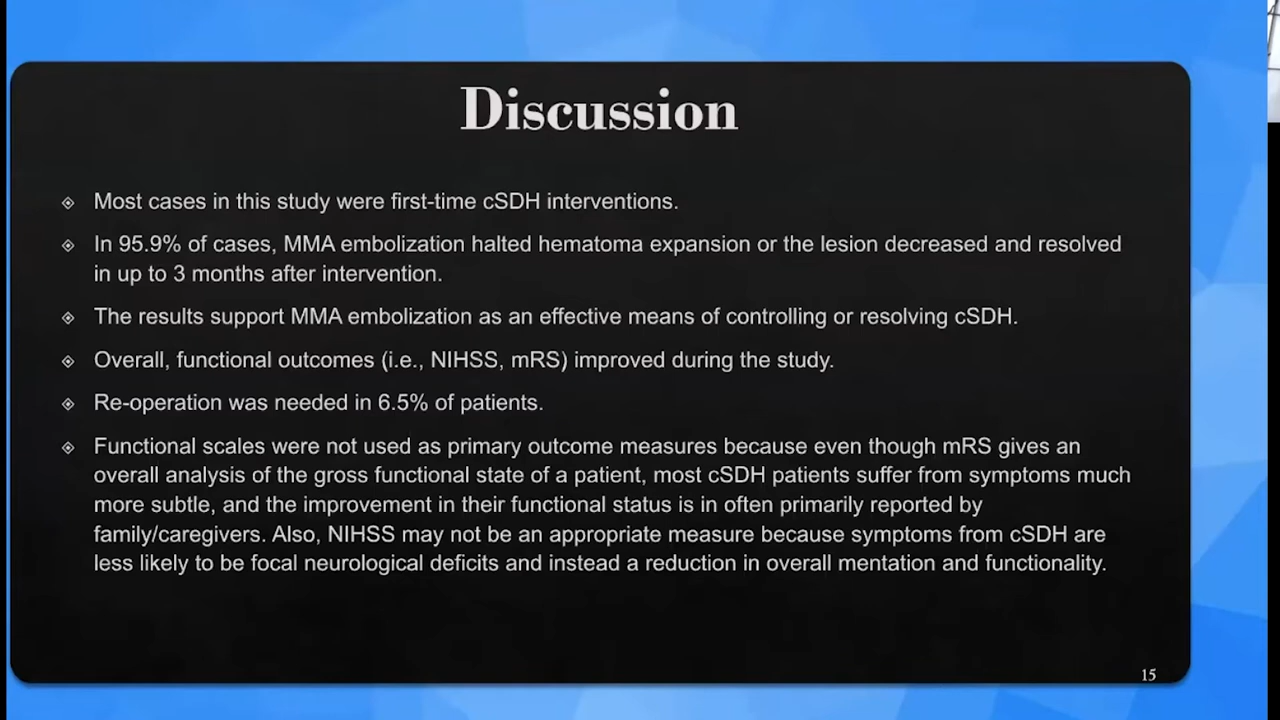 Discussion
Most cases in this study were first-time cSDH interventions.
In 95.9% of cases, MMA embolization halted hematoma expansion or the lesion decreased and resolved
in up to 3 months after intervention.
The results support MMA embolization as an effective means of controlling or resolving cSDH.
Overall, functional outcomes (i.e., NIHSS, mRS) improved during the study.
Re-operation was needed in 6.5% of patients.
Functional scales were not used as primary outcome measures because even though mRS gives an
overall analysis of the gross functional state of a patient, most cSDH patients suffer from symptoms much
more subtle, and the improvement in their functional status is in often primarily reported by
family/caregivers. Also, NIHSS may not be an appropriate measure because symptoms from cSDH are
less likely to be focal neurological deficits and instead a reduction in overall mentation and functionality.
15